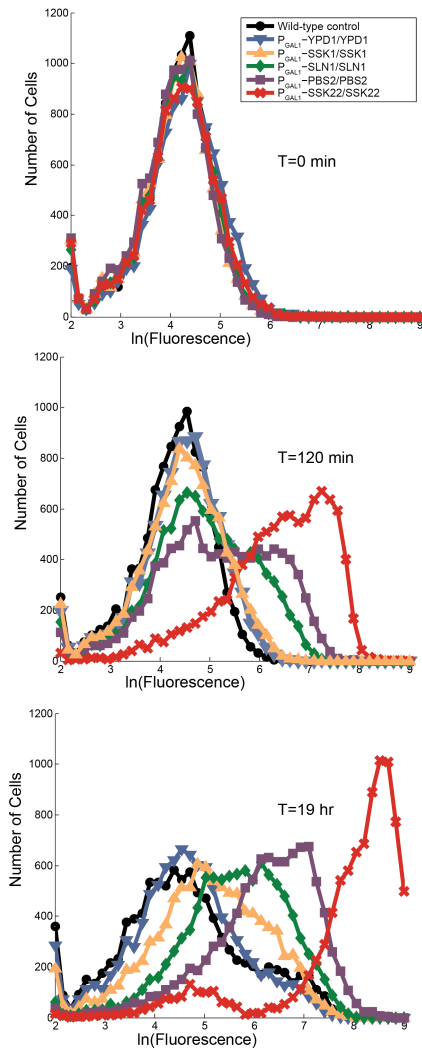 Wild-type control
PGAL1-YPD1/YPD1
PGAL1-SSK1/SSK1
PGAL1-SLN1/SLN1
PGAL1-PBS2/PBS2
PGAL1-SSK22/SSK22
1200
1000
800
600
400
200
0
Number of Cells
T=0 min
2 3 4 5 6 7 8 9
ln(Fluorescence)
1200
1000
800
600
400
200
0
Number of Cells
T=120 min
2 3 4 5 6 7 8 9
ln(Fluorescence)
1200
1000
800
600
400
200
0
Number of Cells
T=19 hr
2 3 4 5 6 7 8 9
ln(Fluorescence)